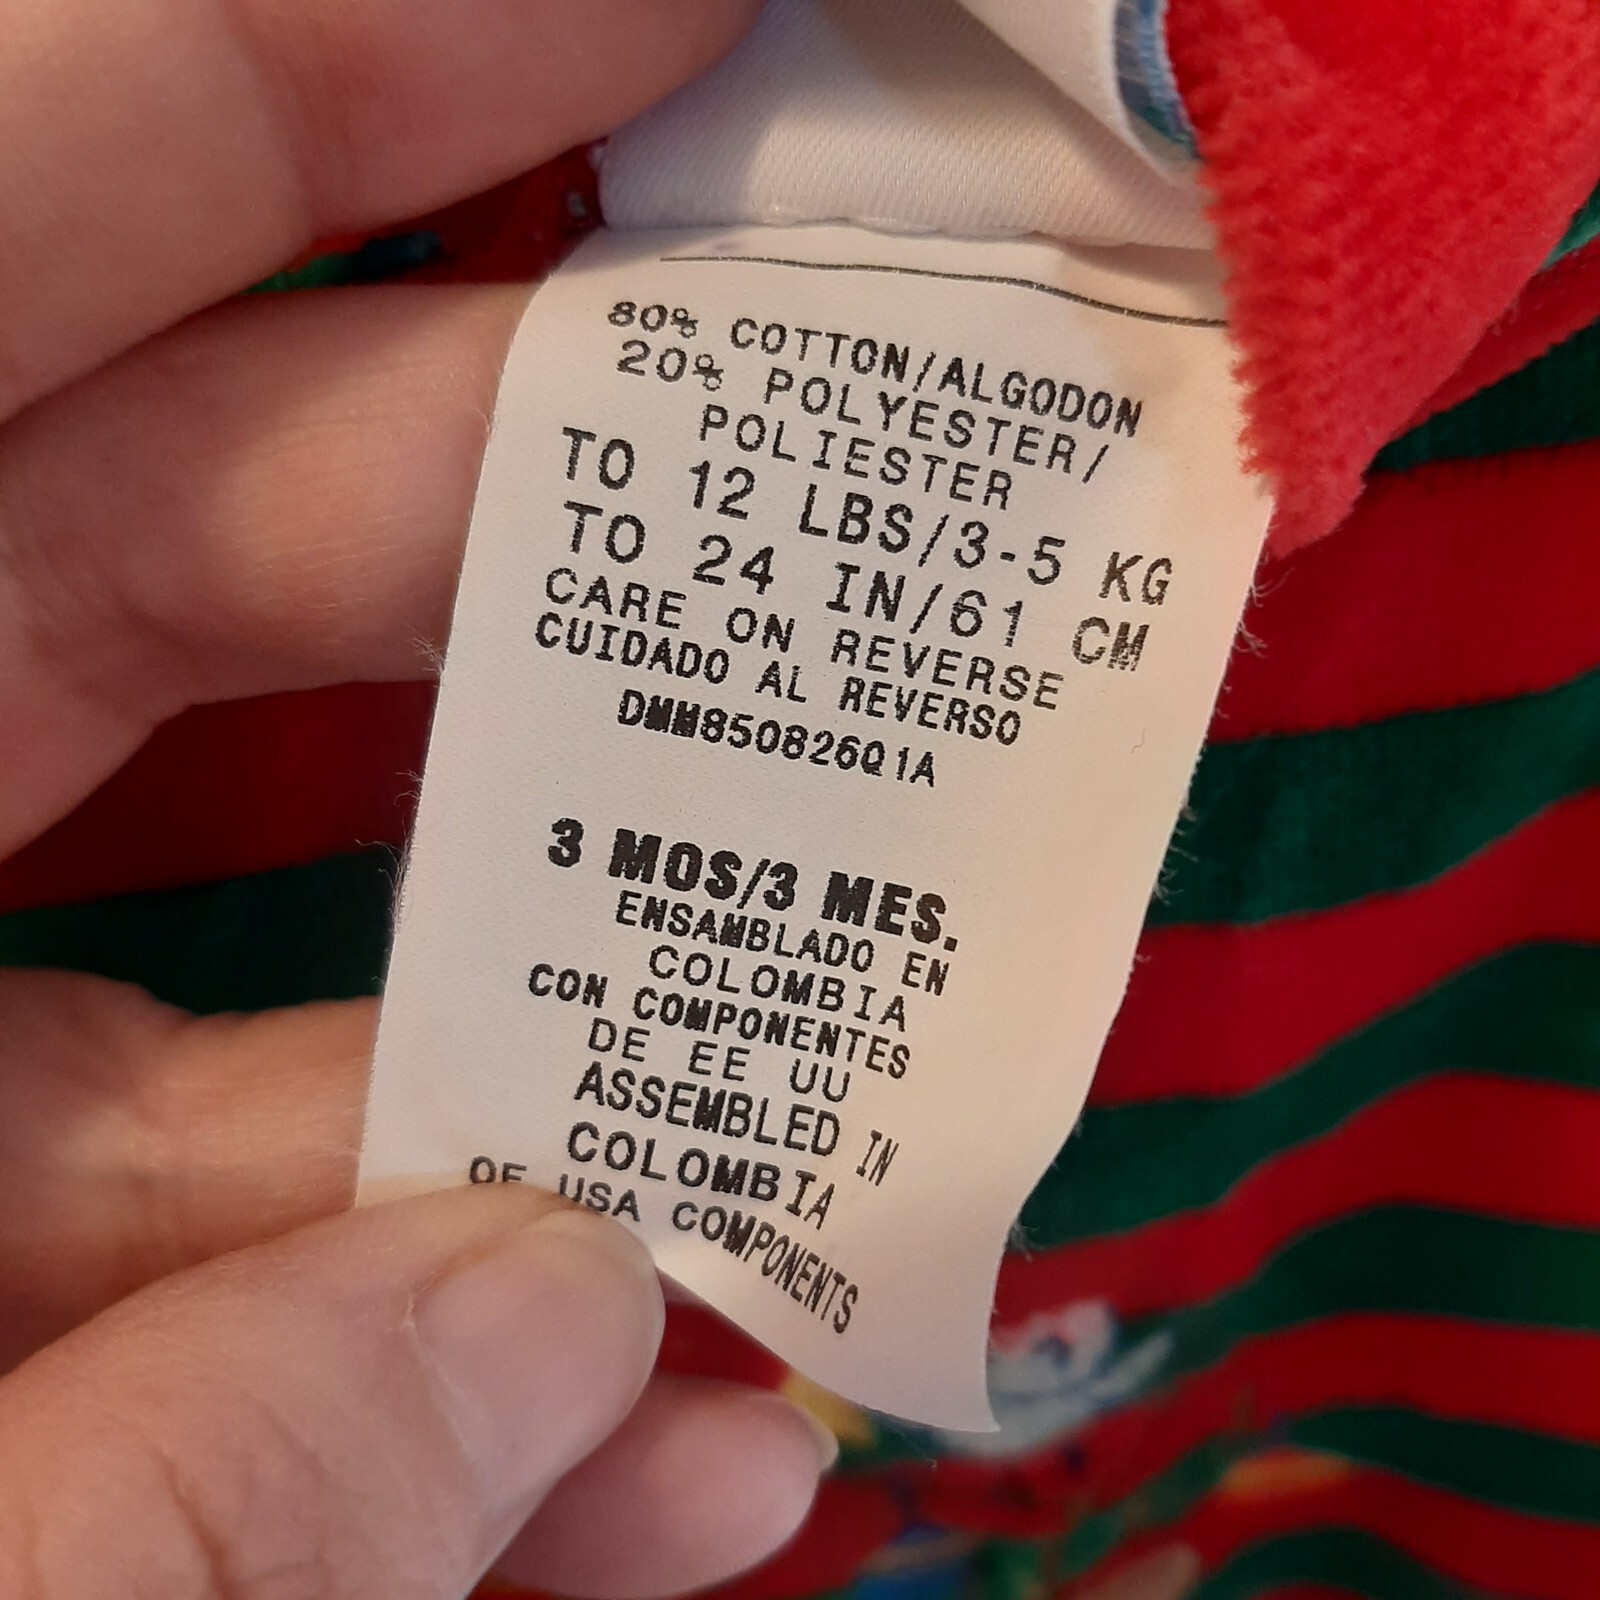 80% COTTON/ALGODON
20% POLYESTER/
POLIESTER
TO 12 LBS/3-5 KG
TO 24 IN/61 CM
CARE ON REVERSE
CUIDADO AL REVERSO
DMM850826Q1A
3 MOS/3 MES.
ENSAMBLADO EN
COLOMBIA
CON COMPONENTES
DE EE UU
ASSEMBLED IN
COLOMBIA
OF USA COMPONENTS